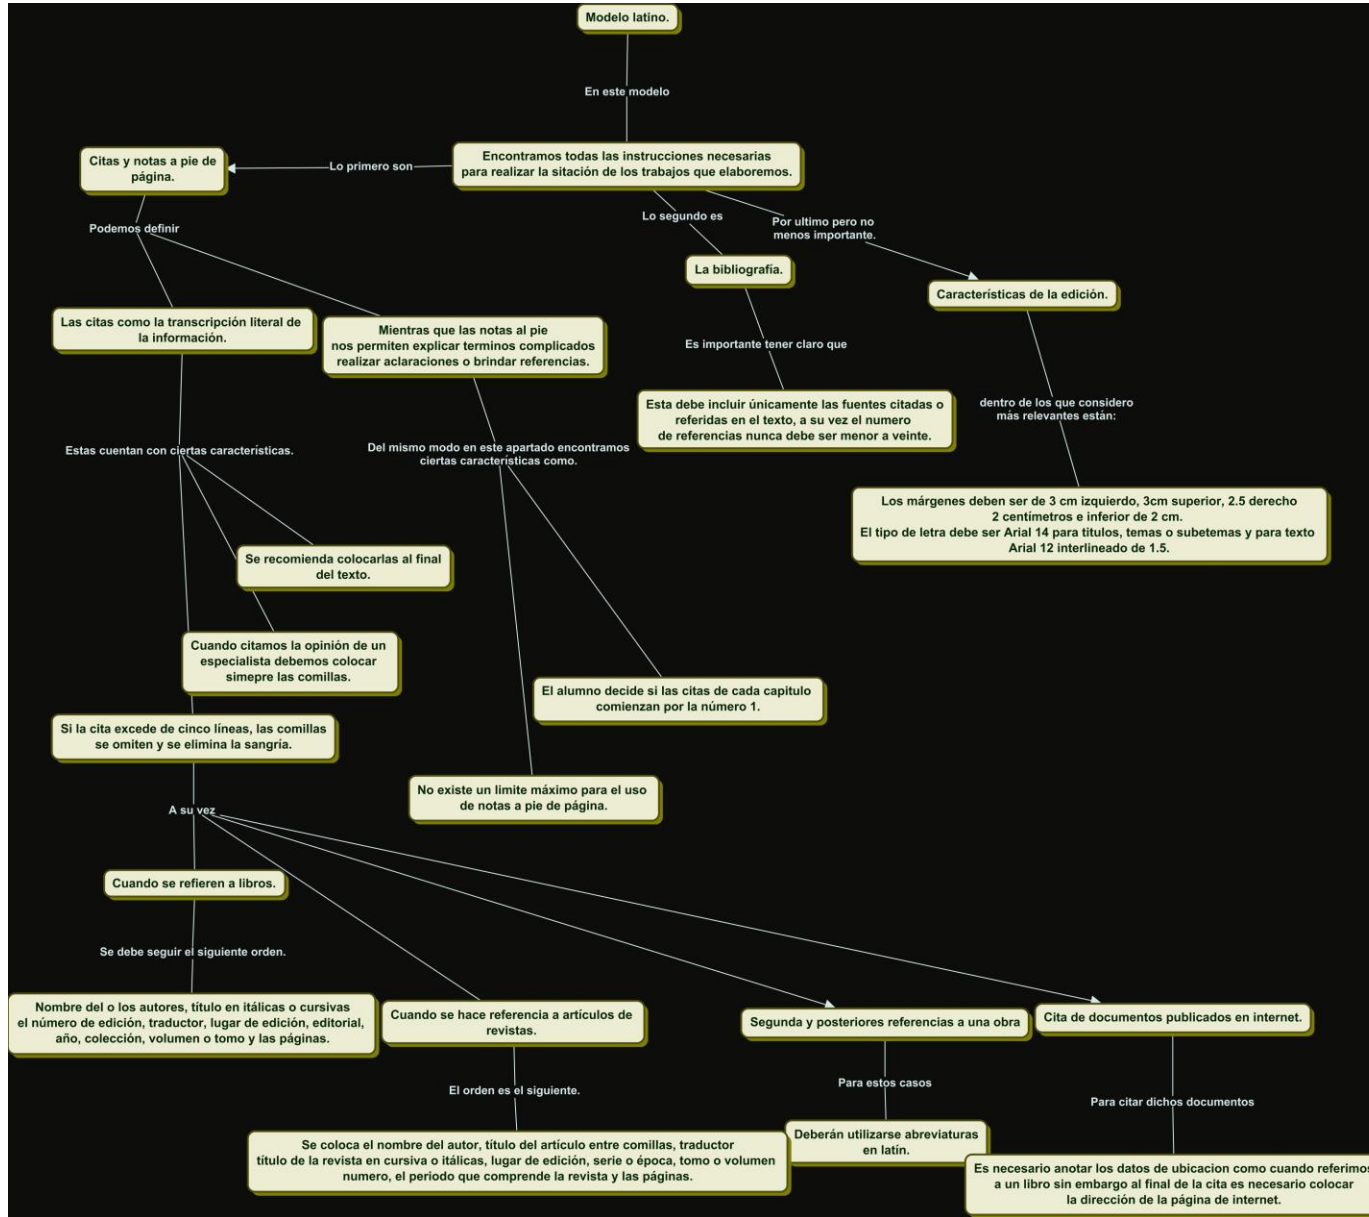 Modelo latino.
En este modelo
Encontramos todas las instrucciones necesarias
para realizar la sitación de los trabajos que elaboremos.
Lo primero son
Citas y notas a pie de
página.
Podemos definir
Las citas como la transcripción literal de
la información.
Mientras que las notas al pie
nos permiten explicar terminos complicados
realizar aclaraciones o brindar referencias.
Lo segundo es
La bibliografía.
Es importante tener claro que
Esta debe incluir únicamente las fuentes citadas o
referidas en el texto, a su vez el numero
de referencias nunca debe ser menor a veinte.
Por ultimo pero no
menos importante.
Características de la edición.
dentro de los que considero
más relevantes están:
Los márgenes deben ser de 3 cm izquierdo, 3cm superior, 2.5 derecho
2 centímetros e inferior de 2 cm.
El tipo de letra debe ser Arial 14 para titulos, temas o subetemas y para texto
Arial 12 interlineado de 1.5.
Estas cuentan con ciertas características.
Se recomienda colocarlas al final
del texto.
Cuando citamos la opinión de un
especialista debemos colocar
simepre las comillas.
Si la cita excede de cinco líneas, las comillas
se omiten y se elimina la sangría.
Del mismo modo en este apartado encontramos
ciertas características como.
El alumno decide si las citas de cada capitulo
comienzan por la número 1.
No existe un limite máximo para el uso
de notas a pie de página.
A su vez
Cuando se refieren a libros.
Se debe seguir el siguiente orden.
Nombre del o los autores, título en itálicas o cursivas
el número de edición, traductor, lugar de edición, editorial,
año, colección, volumen o tomo y las páginas.
Cuando se hace referencia a artículos de
revistas.
El orden es el siguiente.
Se coloca el nombre del autor, título del artículo entre comillas, traductor
título de la revista en cursiva o itálicas, lugar de edición, serie o época, tomo o volumen
numero, el periodo que comprende la revista y las páginas.
Segunda y posteriores referencias a una obra
Para estos casos
Deberán utilizarse abreviaturas
en latín.
Cita de documentos publicados en internet.
Para citar dichos documentos
Es necesario anotar los datos de ubicacion como cuando referimos
a un libro sin embargo al final de la cita es necesario colocar
la dirección de la página de internet.